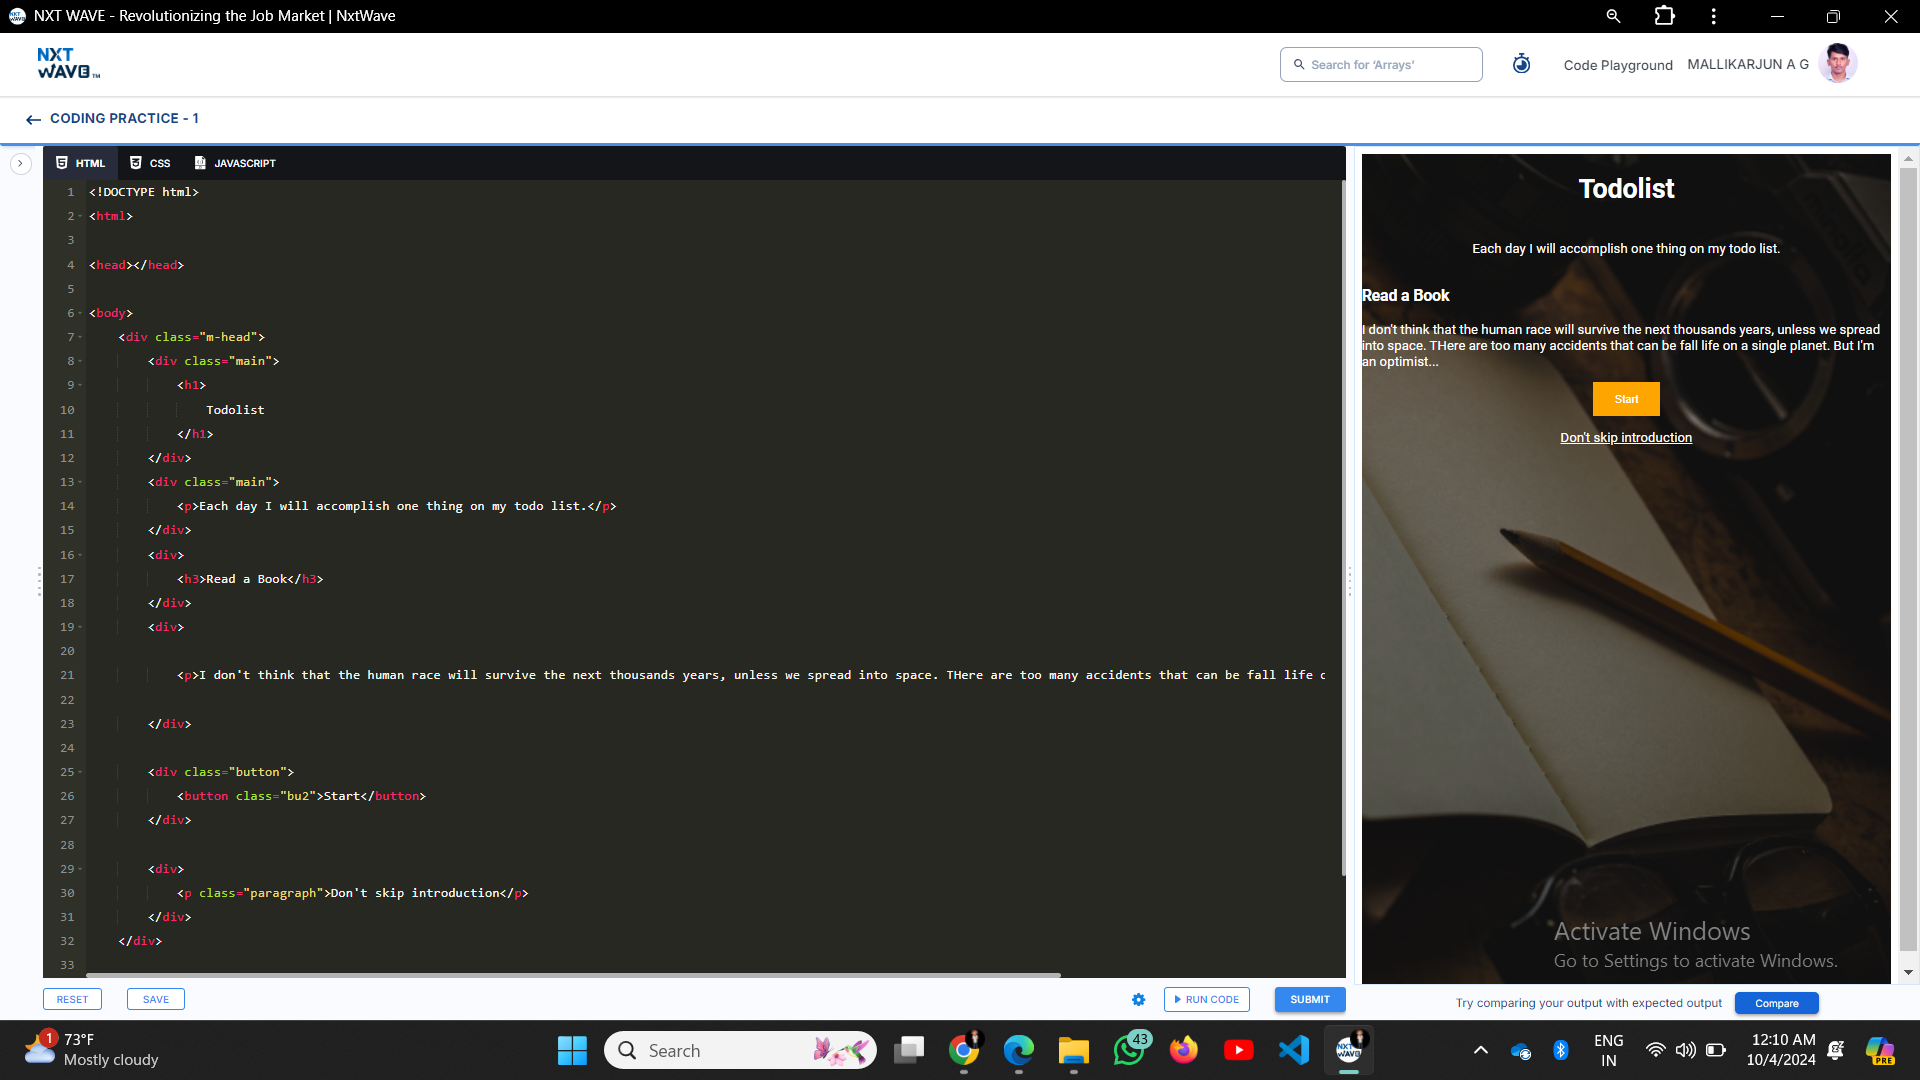 NXT WAVE - Revolutionizing the Job Market | NxtWave
NXT
WAVE TM
Search for 'Arrays'
Code Playground
MALLIKARJUN A G
CODING PRACTICE - 1
HTML
CSS
JAVASCRIPT
1 <!DOCTYPE html>
2 <html>
3
4 <head></head>
5
6 <body>
7 <div class="m-head">
8 <div class="main">
9 <h1>
10 Todolist
11 </h1>
12 </div>
13 <div class="main">
14 <p>Each day I will accomplish one thing on my todo list.</p>
15 </div>
16 <div>
17 <h3>Read a Book</h3>
18 </div>
19 <div>
20
21 <p>I don't think that the human race will survive the next thousands years, unless we spread into space. THere are too many accidents that can be fall life
22
23 </div>
24
25 <div class="button">
26 <button class="bu2">Start</button>
27 </div>
28
29 <div>
30 <p class="paragraph">Don't skip introduction</p>
31 </div>
32 </div>
33
Todolist
Each day I will accomplish one thing on my todo list.
Read a Book
I don't think that the human race will survive the next thousands years, unless we spread
into space. THere are too many accidents that can be fall life on a single planet. But I'm
an optimist...
Start
Don't skip introduction
Activate Windows
Go to Settings to activate Windows.
RESET
SAVE
RUN CODE
SUBMIT
Try comparing your output with expected output
Compare
1
73°F
Mostly cloudy
Search
43
NXT
WAVE
ENG
IN
12:10 AM
10/4/2024
PRE